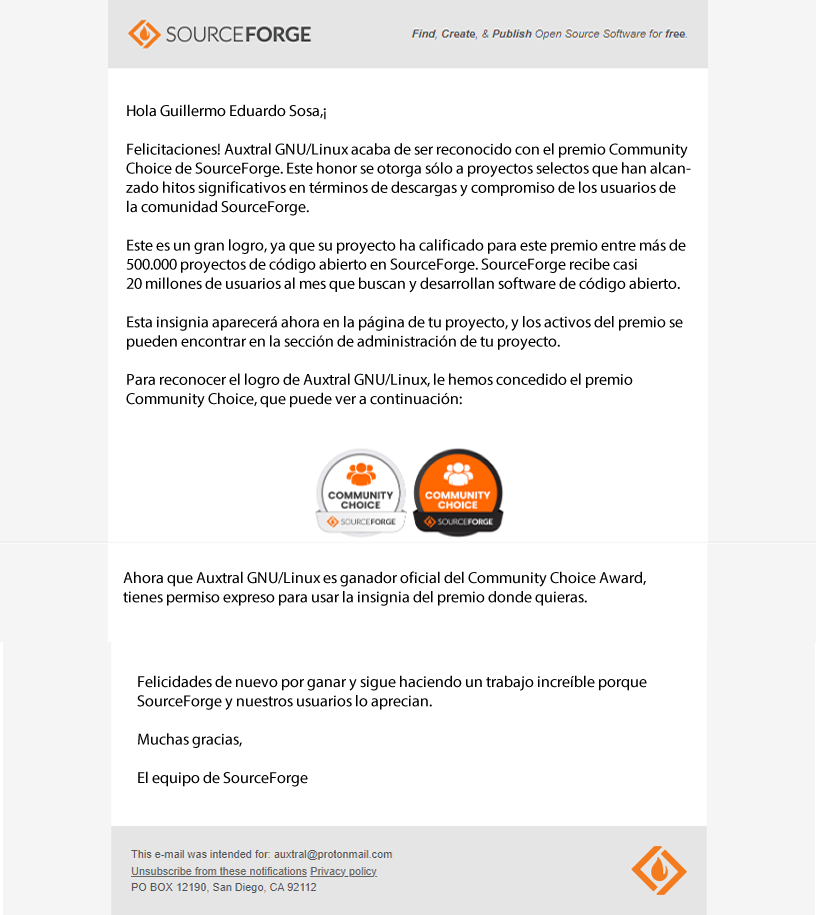 SOURCEFORGE
Find, Create, & Publish Open Source Software for free.
Hola Guillermo Eduardo Sosa,¡
Felicitaciones! Auxtral GNU/Linux acaba de ser reconocido con el premio Community
Choice de SourceForge. Este honor se otorga sólo a proyectos selectos que han alcan-
zado hitos significativos en términos de descargas y compromiso de los usuarios de
la comunidad SourceForge.
Este es un gran logro, ya que su proyecto ha calificado para este premio entre más de
500.000 proyectos de código abierto en SourceForge. SourceForge recibe casi
20 millones de usuarios al mes que buscan y desarrollan software de código abierto.
Esta insignia aparecerá ahora en la página de tu proyecto, y los activos del premio se
pueden encontrar en la sección de administración de tu proyecto.
Para reconocer el logro de Auxtral GNU/Linux, le hemos concedido el premio
Community Choice, que puede ver a continuación:
COMMUNITY
CHOICE
SOURCEFORGE
COMMUNITY
CHOICE
SOURCEFORGE
Ahora que Auxtral GNU/Linux es ganador oficial del Community Choice Award,
tienes permiso expreso para usar la insignia del premio donde quieras.
Felicidades de nuevo por ganar y sigue haciendo un trabajo increíble porque
SourceForge y nuestros usuarios lo aprecian.
Muchas gracias,
El equipo de SourceForge
This e-mail was intended for: auxtral@protonmail.com
Unsubscribe from these notifications Privacy policy
PO BOX 12190, San Diego, CA 92112